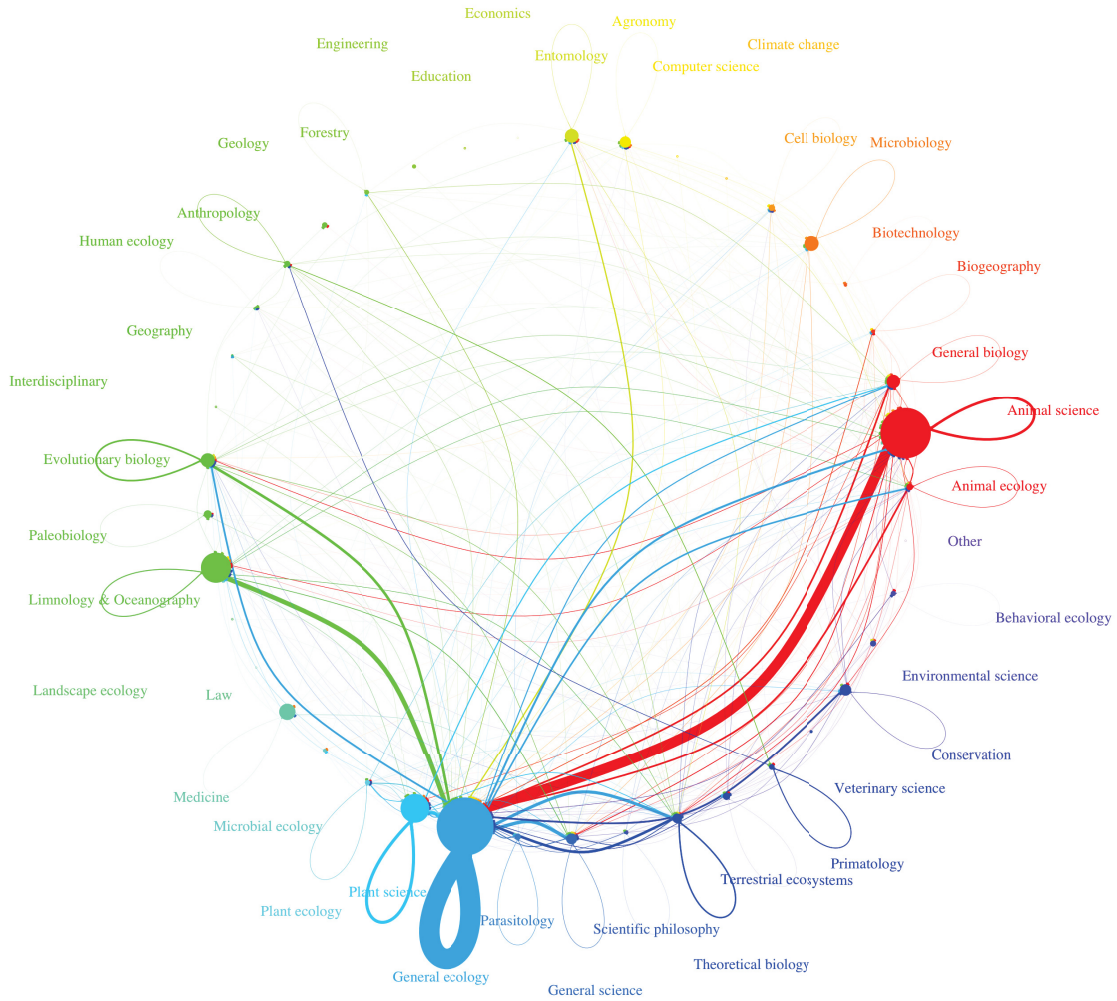 Economics
Agronomy
Engineering
Climate change
Entomology
Computer science
Education
Forestry
Cell biology
Microbiology
Geology
Anthropology
Human ecology
Biotechnology
Biogeography
Geography
General biology
Interdisciplinary
Animal science
Evolutionary biology
Animal ecology
Paleobiology
Other
Limnology & Oceanography
Behavioral ecology
Environmental science
Landscape ecology
Law
Conservation
Veterinary science
Medicine
Microbial ecology
Primatology
Terrestrial ecosystems
Plant science
Plant ecology
Parasitology
Scientific philosophy
Theoretical biology
General ecology
General science